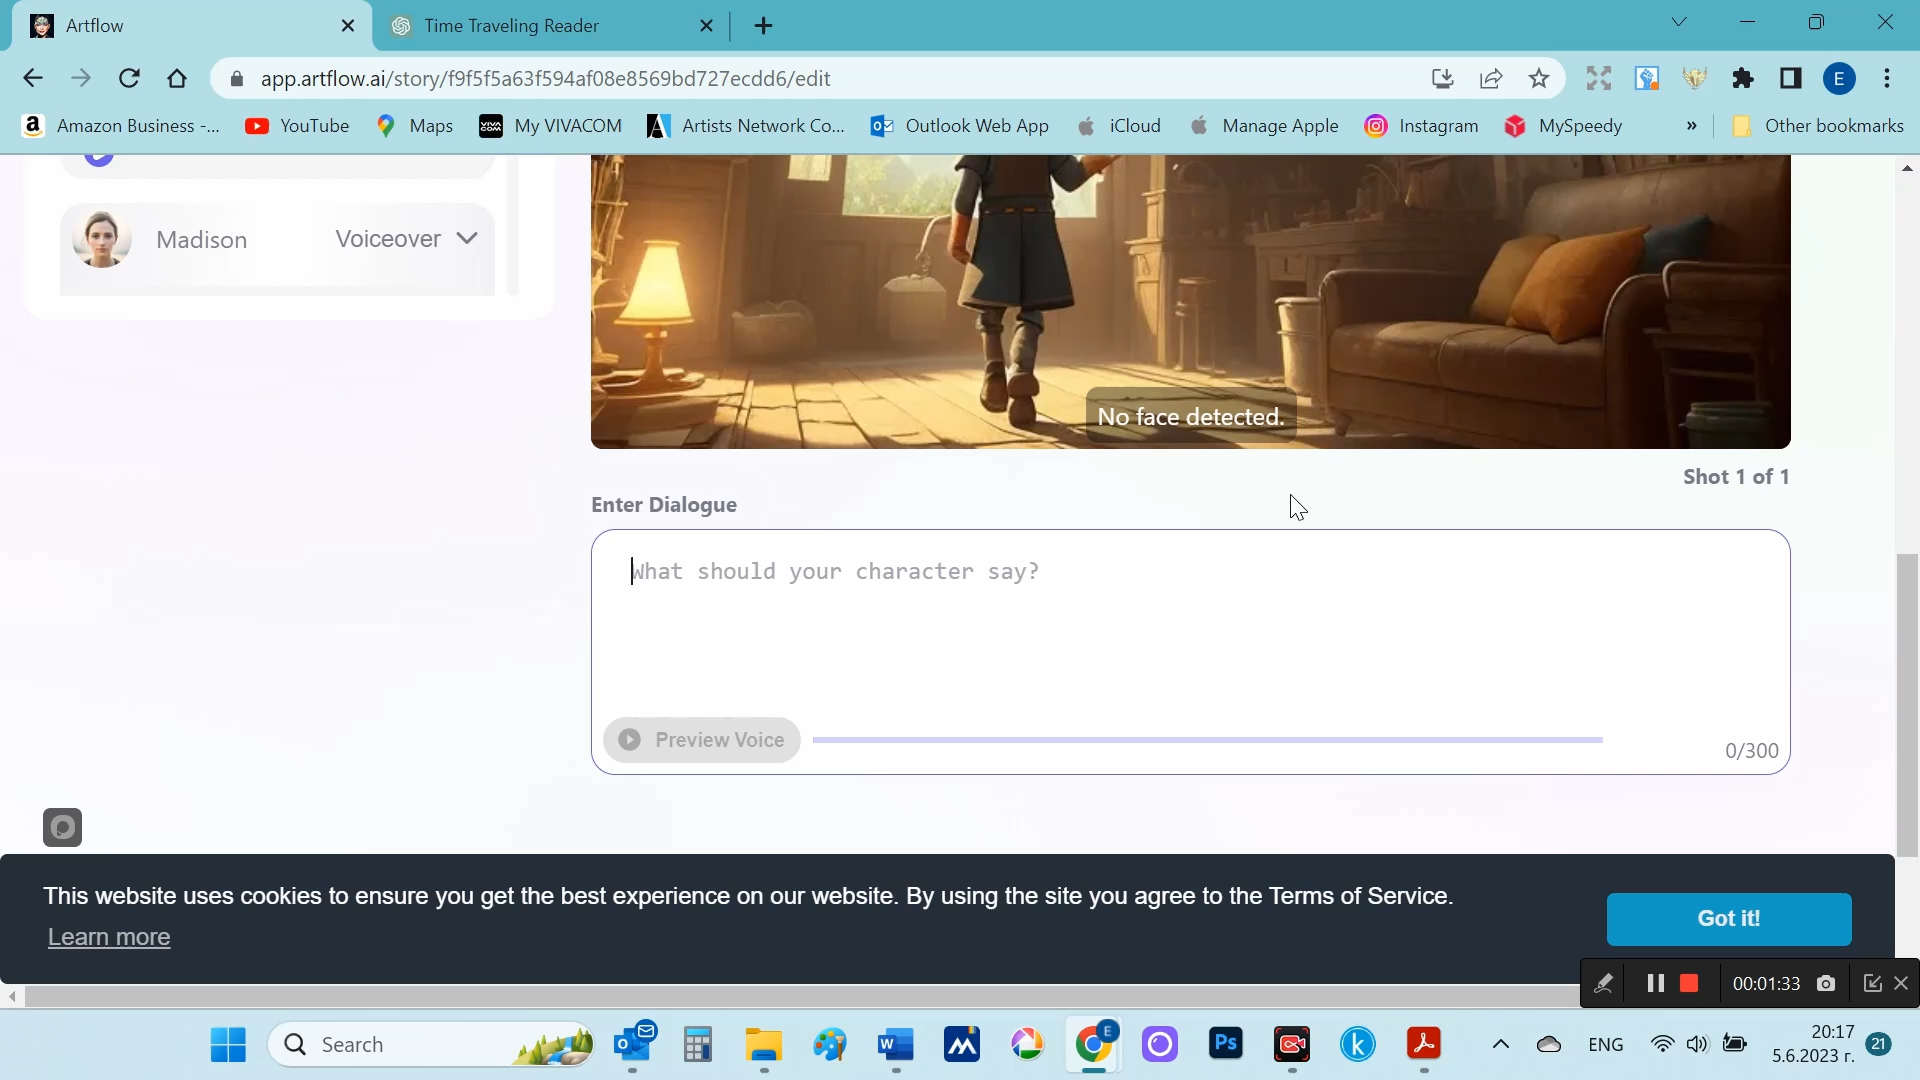 Artflow
Time Traveling Reader
app.artflow.ai/story/f9f5f5a63f594af08e8569bd727ecdd6/edit
E
a Amazon Business -...
YouTube
Maps
VIVACOM My VIVACOM
Artists Network Co...
Outlook Web App
iCloud
Manage Apple
Instagram
MySpeedy
»
Other bookmarks
Madison
Voiceover
No face detected.
Shot 1 of 1
Enter Dialogue
What should your character say?
Preview Voice
0/300
This website uses cookies to ensure you get the best experience on our website. By using the site you agree to the Terms of Service.
Learn more
Got it!
00:01:33
Search
E
Ps
k
ENG
20:17
5.6.2023 г.
21